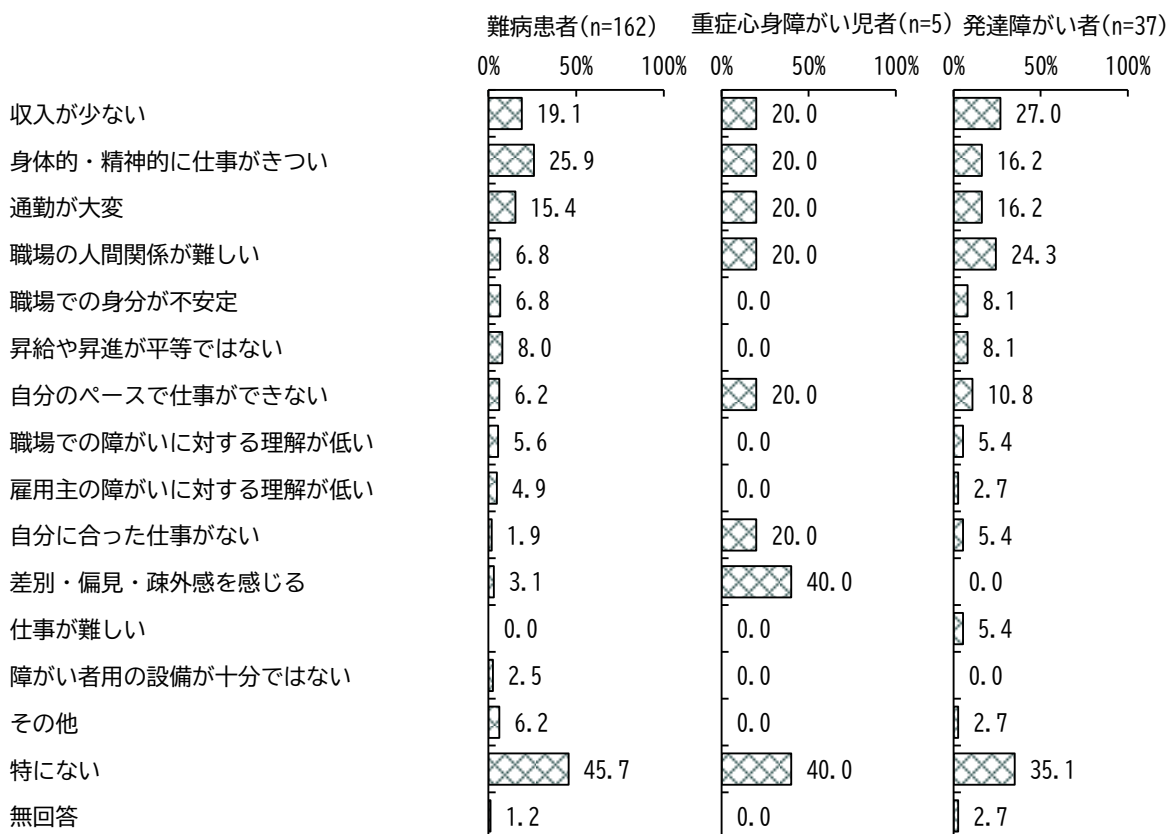 難病患者(n=162) 重症心身障がい児者(n=5) 発達障がい者(n=37)
0% 50% 100% 0% 50% 100% 0% 50% 100%
収入が少ない 19.1 20.0 27.0
身体的・精神的に仕事がきつい 25.9 20.0 16.2
通勤が大変 15.4 20.0 16.2
職場の人間関係が難しい 6.8 20.0 24.3
職場での身分が不安定 6.8 0.0 8.1
昇給や昇進が平等ではない 8.0 0.0 8.1
自分のペースで仕事ができない 6.2 20.0 10.8
職場での障がいに対する理解が低い 5.6 0.0 5.4
雇用主の障がいに対する理解が低い 4.9 0.0 2.7
自分に合った仕事がない 1.9 20.0 5.4
差別・偏見・疎外感を感じる 3.1 40.0 0.0
仕事が難しい 0.0 0.0 5.4
障がい者用の設備が十分ではない 2.5 0.0 0.0
その他 6.2 0.0 2.7
特にない 45.7 40.0 35.1
無回答 1.2 0.0 2.7